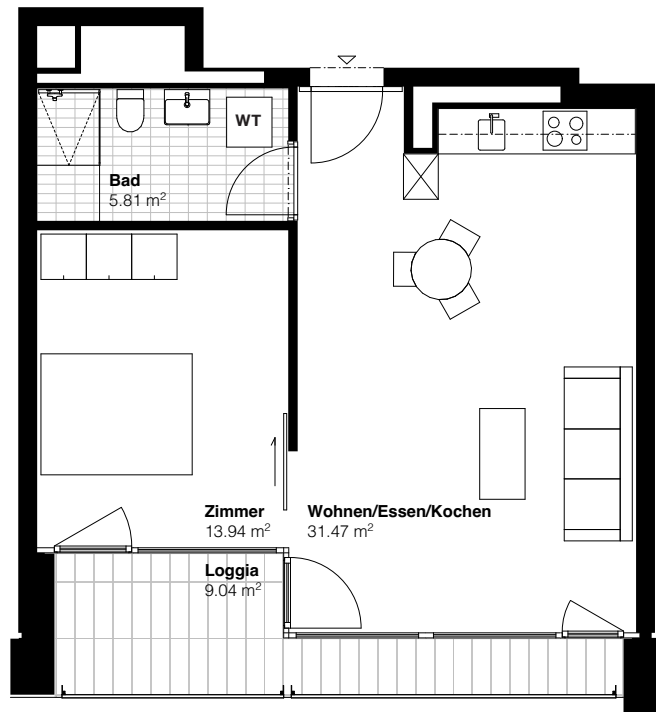 WT
Bad
5.81 m²
Zimmer
13.94 m²
Wohnen/Essen/Kochen
31.47 m²
Loggia
9.04 m²